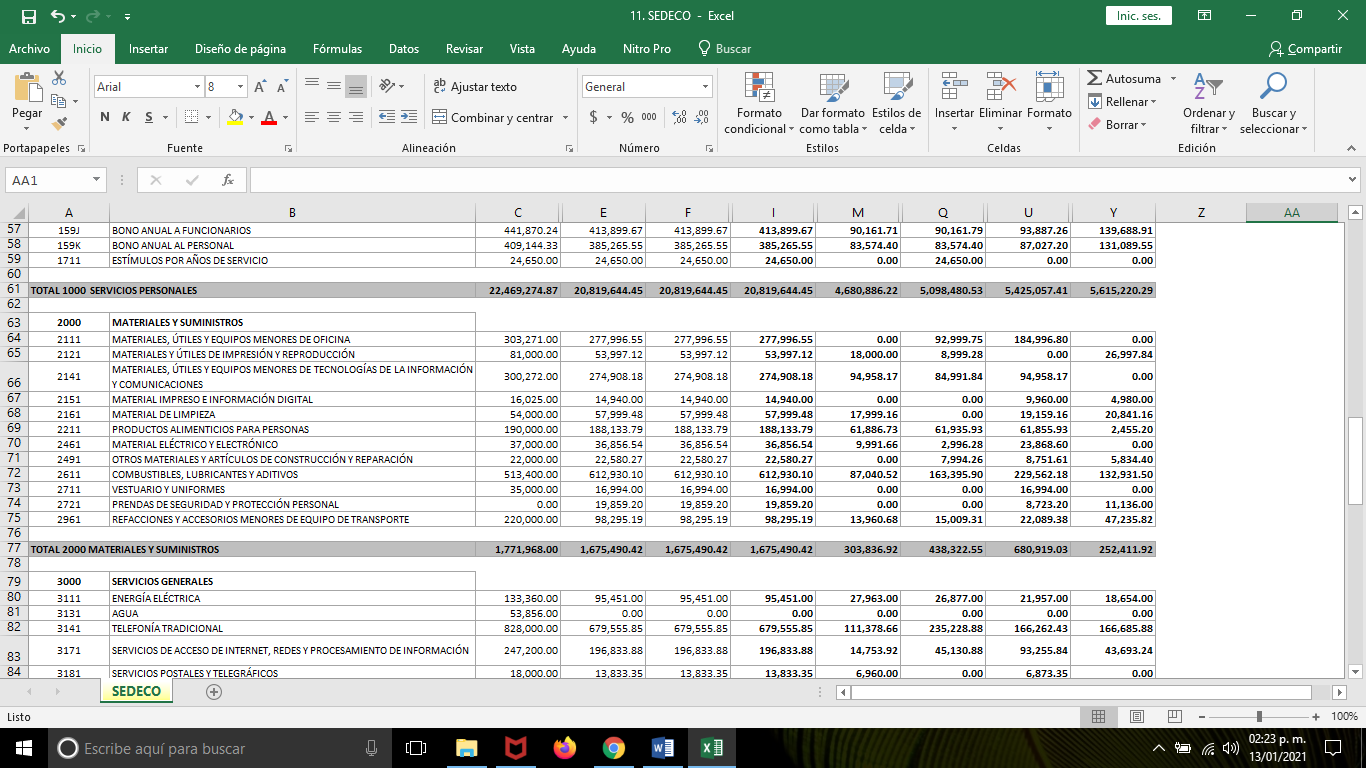 11. SEDECO - Excel
Inic. ses.
Archivo Inicio Insertar Diseño de página Fórmulas Datos Revisar Vista Ayuda Nitro Pro Buscar Compartir
Pegar
Arial 8
N K S
Ajustar texto
Combinar y centrar
General
$ % 000
Formato condicional Dar formato como tabla Estilos de celda
Insertar Eliminar Formato
Autosuma
Rellenar
Borrar
Ordenar y filtrar Buscar y seleccionar
Portapapeles Fuente Alineación Número Estilos Celdas Edición
AA1 fx
A B C E F I M Q U Y Z AA
57 159J BONO ANUAL A FUNCIONARIOS 441,870.24 413,899.67 413,899.67 413,899.67 90,161.71 90,161.79 93,887.26 139,688.91
58 159K BONO ANUAL AL PERSONAL 409,144.33 385,265.55 385,265.55 385,265.55 83,574.40 83,574.40 87,027.20 131,089.55
59 1711 ESTÍMULOS POR AÑOS DE SERVICIO 24,650.00 24,650.00 24,650.00 24,650.00 0.00 24,650.00 0.00 0.00
60
61 TOTAL 1000 SERVICIOS PERSONALES 22,469,274.87 20,819,644.45 20,819,644.45 20,819,644.45 4,680,886.22 5,098,480.53 5,425,057.41 5,615,220.29
62
63 2000 MATERIALES Y SUMINISTROS
64 2111 MATERIALES, ÚTILES Y EQUIPOS MENORES DE OFICINA 303,271.00 277,996.55 277,996.55 277,996.55 0.00 92,999.75 184,996.80 0.00
65 2121 MATERIALES Y ÚTILES DE IMPRESIÓN Y REPRODUCCIÓN 81,000.00 53,997.12 53,997.12 53,997.12 18,000.00 8,999.28 0.00 26,997.84
66 2141 MATERIALES, ÚTILES Y EQUIPOS MENORES DE TECNOLOGÍAS DE LA INFORMACIÓN
Y COMUNICACIONES 300,272.00 274,908.18 274,908.18 274,908.18 94,958.17 84,991.84 94,958.17 0.00
67 2151 MATERIAL IMPRESO E INFORMACIÓN DIGITAL 16,025.00 14,940.00 14,940.00 14,940.00 0.00 0.00 9,960.00 4,980.00
68 2161 MATERIAL DE LIMPIEZA 54,000.00 57,999.48 57,999.48 57,999.48 17,999.16 0.00 19,159.16 20,841.16
69 2211 PRODUCTOS ALIMENTICIOS PARA PERSONAS 190,000.00 188,133.79 188,133.79 188,133.79 61,886.73 61,935.93 61,855.93 2,455.20
70 2461 MATERIAL ELÉCTRICO Y ELECTRÓNICO 37,000.00 36,856.54 36,856.54 36,856.54 9,991.66 2,996.28 23,868.60 0.00
71 2491 OTROS MATERIALES Y ARTÍCULOS DE CONSTRUCCIÓN Y REPARACIÓN 22,000.00 22,580.27 22,580.27 22,580.27 0.00 7,994.26 8,751.61 5,834.40
72 2611 COMBUSTIBLES, LUBRICANTES Y ADITIVOS 513,400.00 612,930.10 612,930.10 612,930.10 87,040.52 163,395.90 229,562.18 132,931.50
73 2711 VESTUARIO Y UNIFORMES 35,000.00 16,994.00 16,994.00 16,994.00 0.00 0.00 16,994.00 0.00
74 2721 PRENDAS DE SEGURIDAD Y PROTECCIÓN PERSONAL 0.00 19,859.20 19,859.20 19,859.20 0.00 0.00 8,723.20 11,136.00
75 2961 REFACCIONES Y ACCESORIOS MENORES DE EQUIPO DE TRANSPORTE 220,000.00 98,295.19 98,295.19 98,295.19 13,960.68 15,009.31 22,089.38 47,235.82
76
77 TOTAL 2000 MATERIALES Y SUMINISTROS 1,771,968.00 1,675,490.42 1,675,490.42 1,675,490.42 303,836.92 438,322.55 680,919.03 252,411.92
78
79 3000 SERVICIOS GENERALES
80 3111 ENERGÍA ELÉCTRICA 133,360.00 95,451.00 95,451.00 95,451.00 27,963.00 26,877.00 21,957.00 18,654.00
81 3131 AGUA 53,856.00 0.00 0.00 0.00 0.00 0.00 0.00 0.00
82 3141 TELEFONÍA TRADICIONAL 828,000.00 679,555.85 679,555.85 679,555.85 111,378.66 235,228.88 166,262.43 166,685.88
83 3171 SERVICIOS DE ACCESO DE INTERNET, REDES Y PROCESAMIENTO DE INFORMACIÓN 247,200.00 196,833.88 196,833.88 196,833.88 14,753.92 45,130.88 93,255.84 43,693.24
84 3181 SERVICIOS POSTALES Y TELEGRÁFICOS 18,000.00 13,833.35 13,833.35 13,833.35 6,960.00 0.00 6,873.35 0.00
SEDECO
Listo 100%
Escribe aquí para buscar
02:23 p. m.
13/01/2021